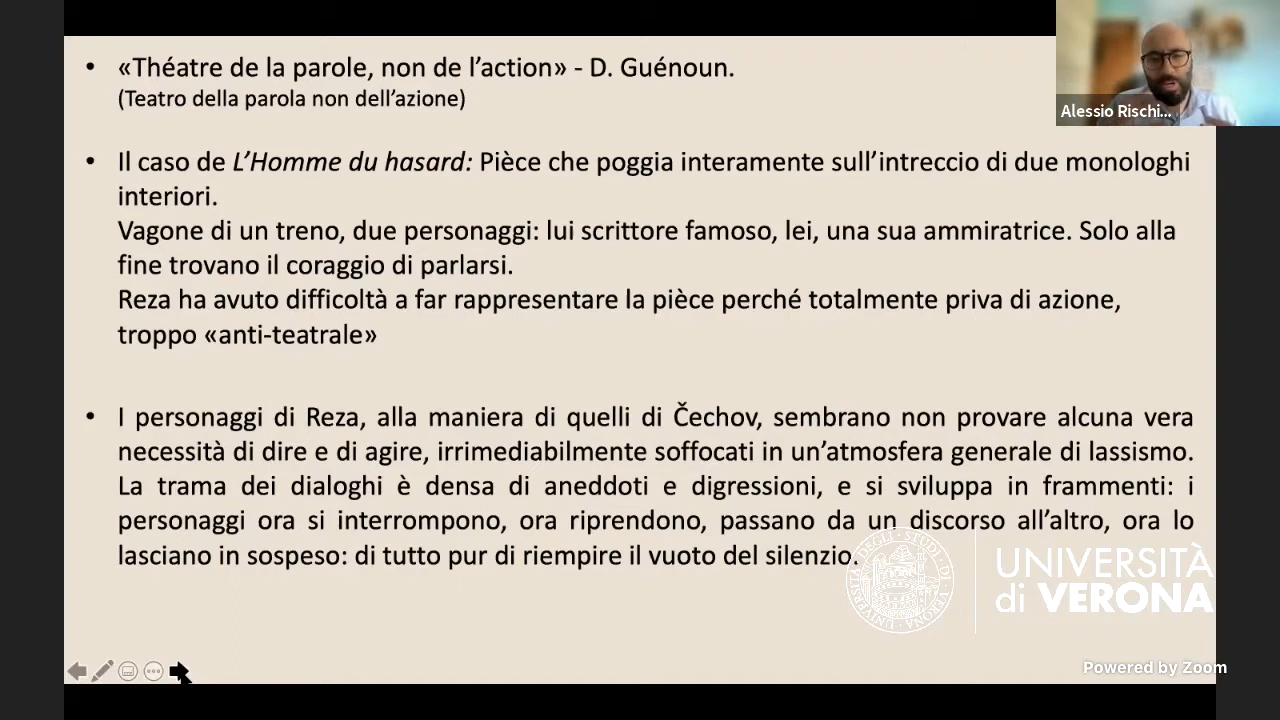 • «Théatre de la parole, non de l’action» - D. Guénoun.
(Teatro della parola non dell’azione)
Alessio Rischi...
• Il caso de L’Homme du hasard: Pièce che poggia interamente sull’intreccio di due monologhi
interiori.
Vagone di un treno, due personaggi: lui scrittore famoso, lei, una sua ammiratrice. Solo alla
fine trovano il coraggio di parlarsi.
Reza ha avuto difficoltà a far rappresentare la pièce perché totalmente priva di azione,
troppo «anti-teatrale»
• I personaggi di Reza, alla maniera di quelli di Čechov, sembrano non provare alcuna vera
necessità di dire e di agire, irrimediabilmente soffocati in un’atmosfera generale di lassismo.
La trama dei dialoghi è densa di aneddoti e digressioni, e si sviluppa in frammenti: i
personaggi ora si interrompono, ora riprendono, passano da un discorso all’altro, ora lo
lasciano in sospeso: di tutto pur di riempire il vuoto del silenzio.
UNIVERSITÀ
di VERONA
UNIVERSITAS DEGLI STUDI DI VERONA
Powered by Zoom